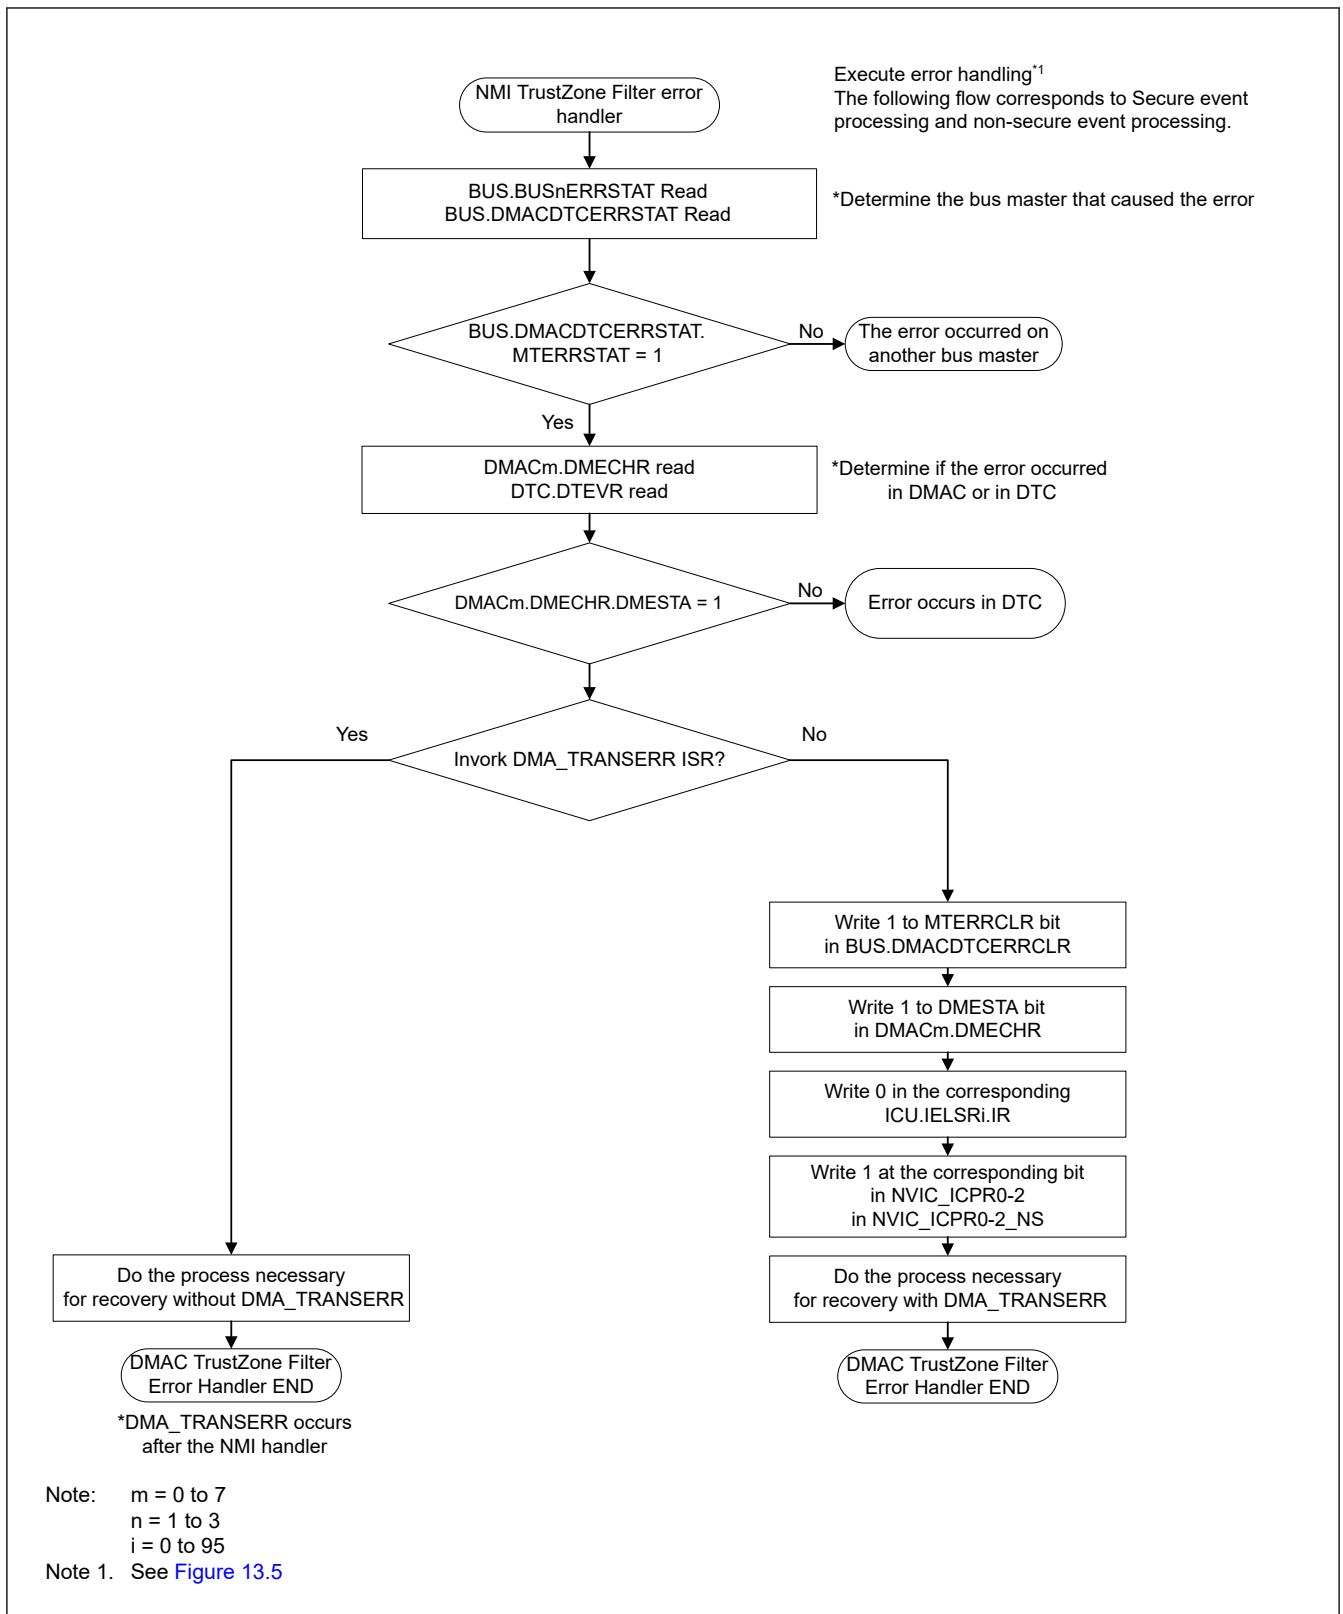 NMI TrustZone Filter error
handler
Execute error handling*1
The following flow corresponds to Secure event
processing and non-secure event processing.
BUS.BUSnERRSTAT Read
BUS.DMACDTCERRSTAT Read
*Determine the bus master that caused the error
BUS.DMACDTCERRSTAT.
MTERRSTAT = 1
No
The error occurred on
another bus master
Yes
DMACm.DMECHR read
DTC.DTEVR read
*Determine if the error occurred
in DMAC or in DTC
DMACm.DMECHR.DMESTA = 1
No
Error occurs in DTC
Yes
Invork DMA_TRANSERR ISR?
No
Write 1 to MTERRCLR bit
in BUS.DMACDTCERRCLR
Write 1 to DMESTA bit
in DMACm.DMECHR
Write 0 in the corresponding
ICU.IELSRi.IR
Write 1 at the corresponding bit
in NVIC_ICPR0-2
in NVIC_ICPR0-2_NS
Do the process necessary
for recovery without DMA_TRANSERR
Do the process necessary
for recovery with DMA_TRANSERR
DMAC TrustZone Filter
Error Handler END
DMAC TrustZone Filter
Error Handler END
*DMA_TRANSERR occurs
after the NMI handler
Note: m = 0 to 7
n = 1 to 3
i = 0 to 95
Note 1. See Figure 13.5